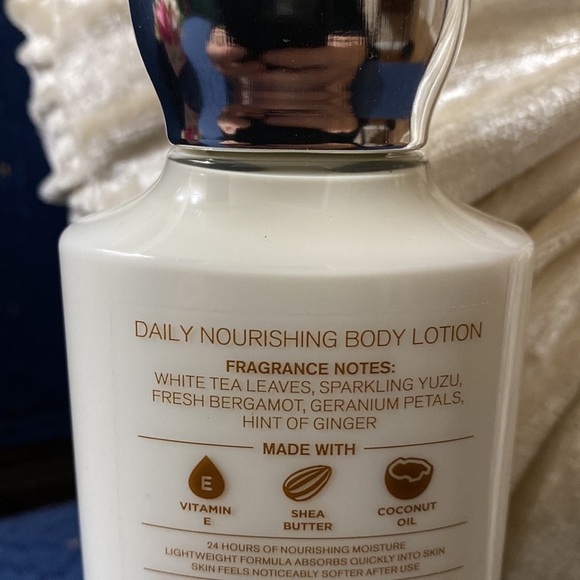 DAILY NOURISHING BODY LOTION
FRAGRANCE NOTES:
WHITE TEA LEAVES, SPARKLING YUZU,
FRESH BERGAMOT, GERANIUM PETALS,
HINT OF GINGER
MADE WITH
E
VITAMIN
E
SHEA
BUTTER
COCONUT
OIL
24 HOURS OF NOURISHING MOISTURE
LIGHTWEIGHT FORMULA ABSORBS QUICKLY INTO SKIN
SKIN FEELS NOTICEABLY SOFTER AFTER USE